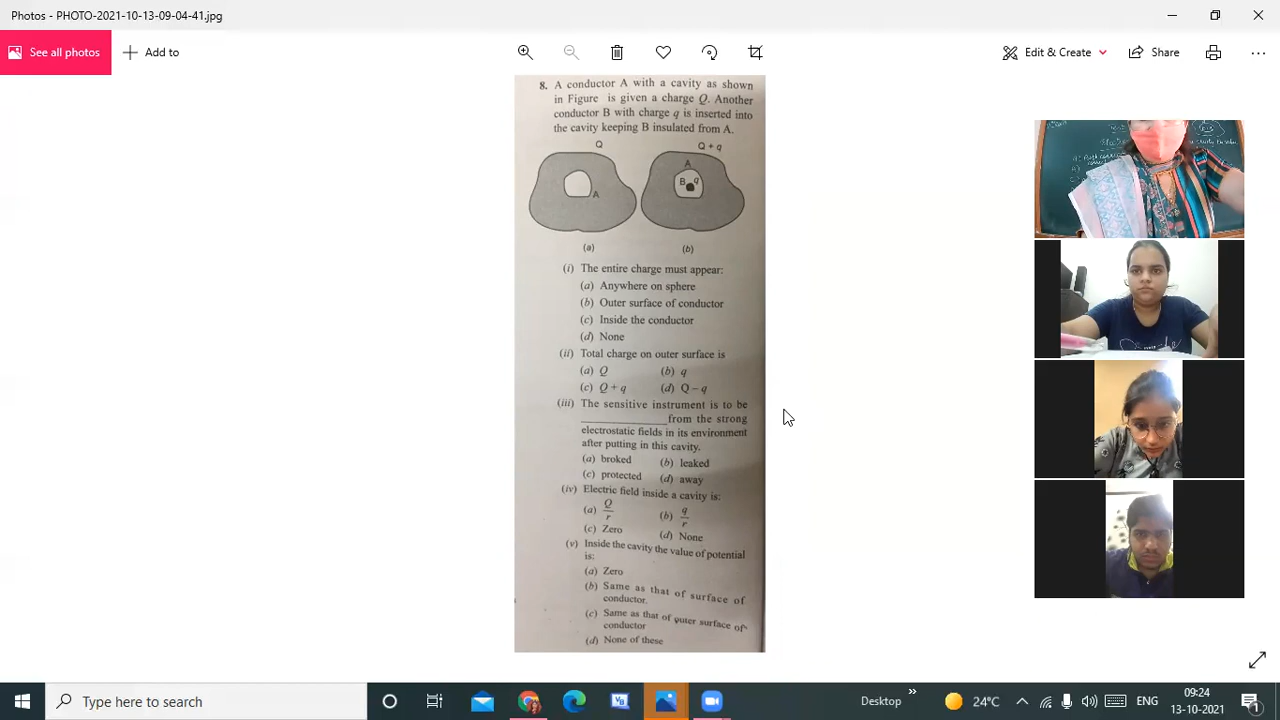 Photos - PHOTO-2021-10-13-09-04-41.jpg
See all photos
Add to
Edit & Create
Share
8. A conductor A with a cavity as shown
in Figure is given a charge Q. Another
conductor B with charge q is inserted into
the cavity keeping B insulated from A.
Q
Q + q
A
A
B q
(a)
(b)
(i) The entire charge must appear:
(a) Anywhere on sphere
(b) Outer surface of conductor
(c) Inside the conductor
(d) None
(ii) Total charge on outer surface is
(a) Q (b) q
(c) Q + q (d) Q – q
(iii) The sensitive instrument is to be
____________from the strong
electrostatic fields in its environment
after putting in this cavity.
(a) broked (b) leaked
(c) protected (d) away
(iv) Electric field inside a cavity is:
(a) Q/r (b) q/r
(c) Zero (d) None
(v) Inside the cavity the value of potential
is:
(a) Zero
(b) Same as that of surface of
conductor.
(c) Same as that of outer surface of
conductor
(d) None of these
Type here to search
Desktop
24°C
ENG
09:24
13-10-2021